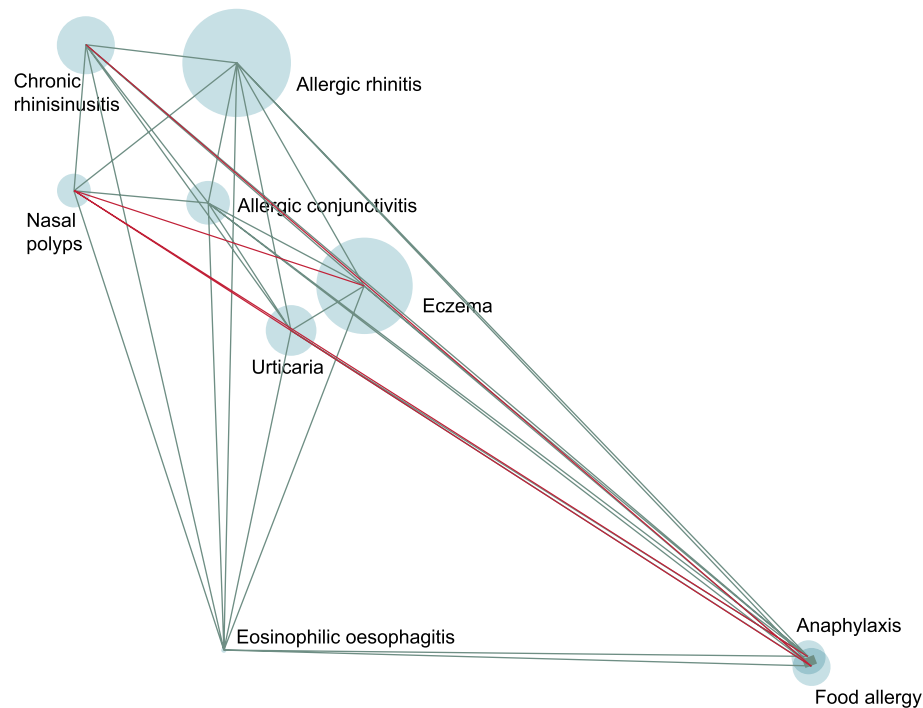 Chronic
rhinisinusitis
Allergic rhinitis
Nasal
polyps
Allergic conjunctivitis
Eczema
Urticaria
Eosinophilic oesophagitis
Anaphylaxis
Food allergy